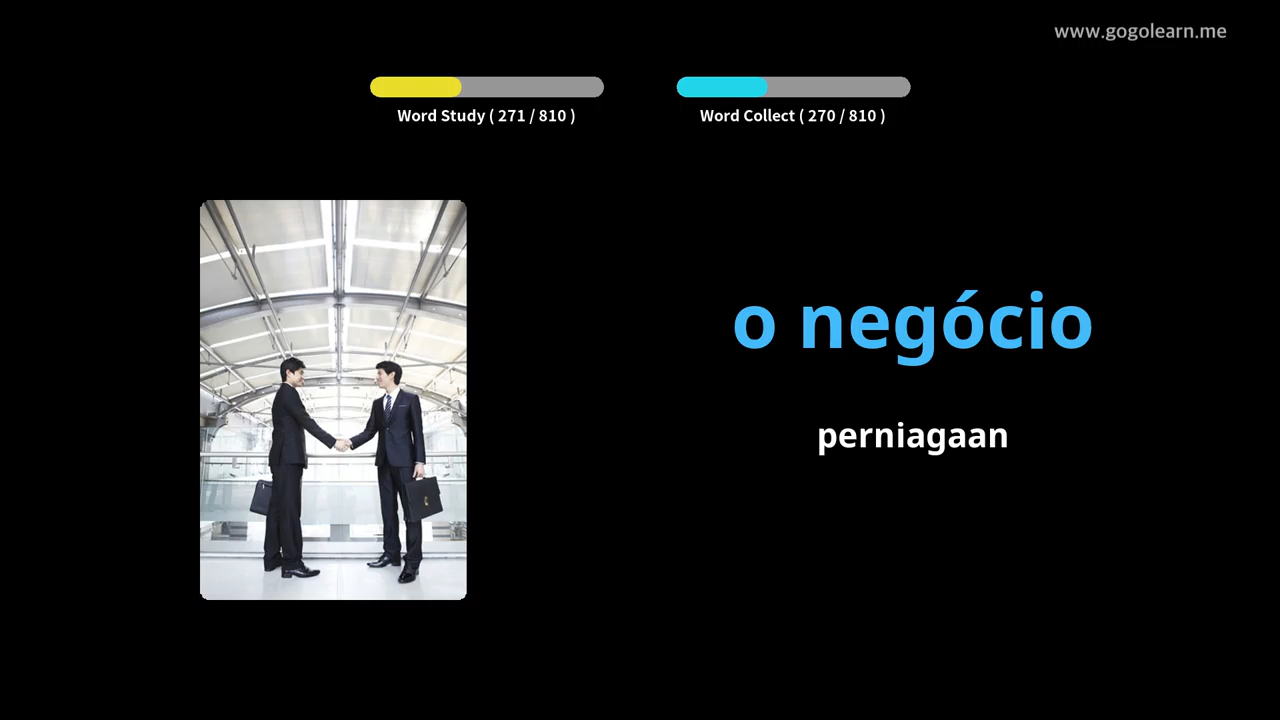 www.gogolearn.me
Word Study ( 271 / 810 )
Word Collect ( 270 / 810 )
o negócio
perniagaan